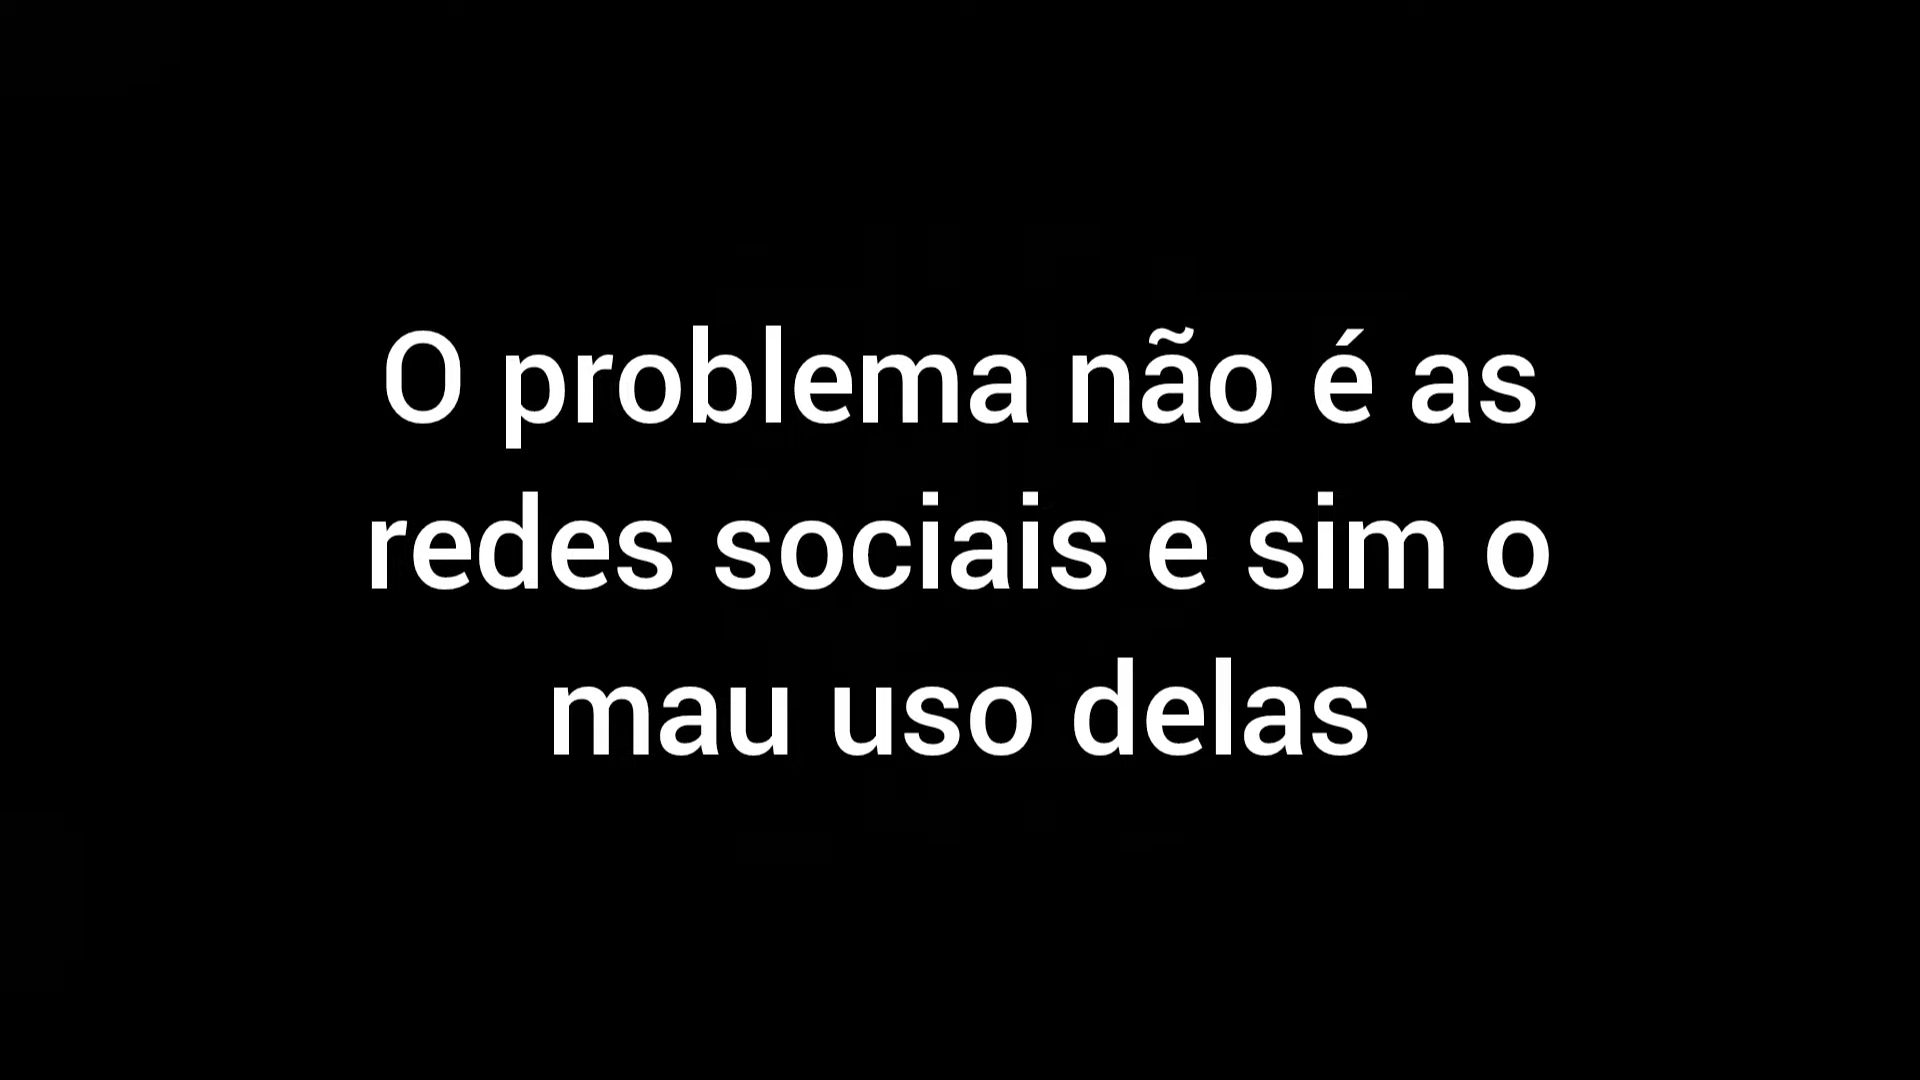 O problema não é as
redes sociais e sim o
mau uso delas